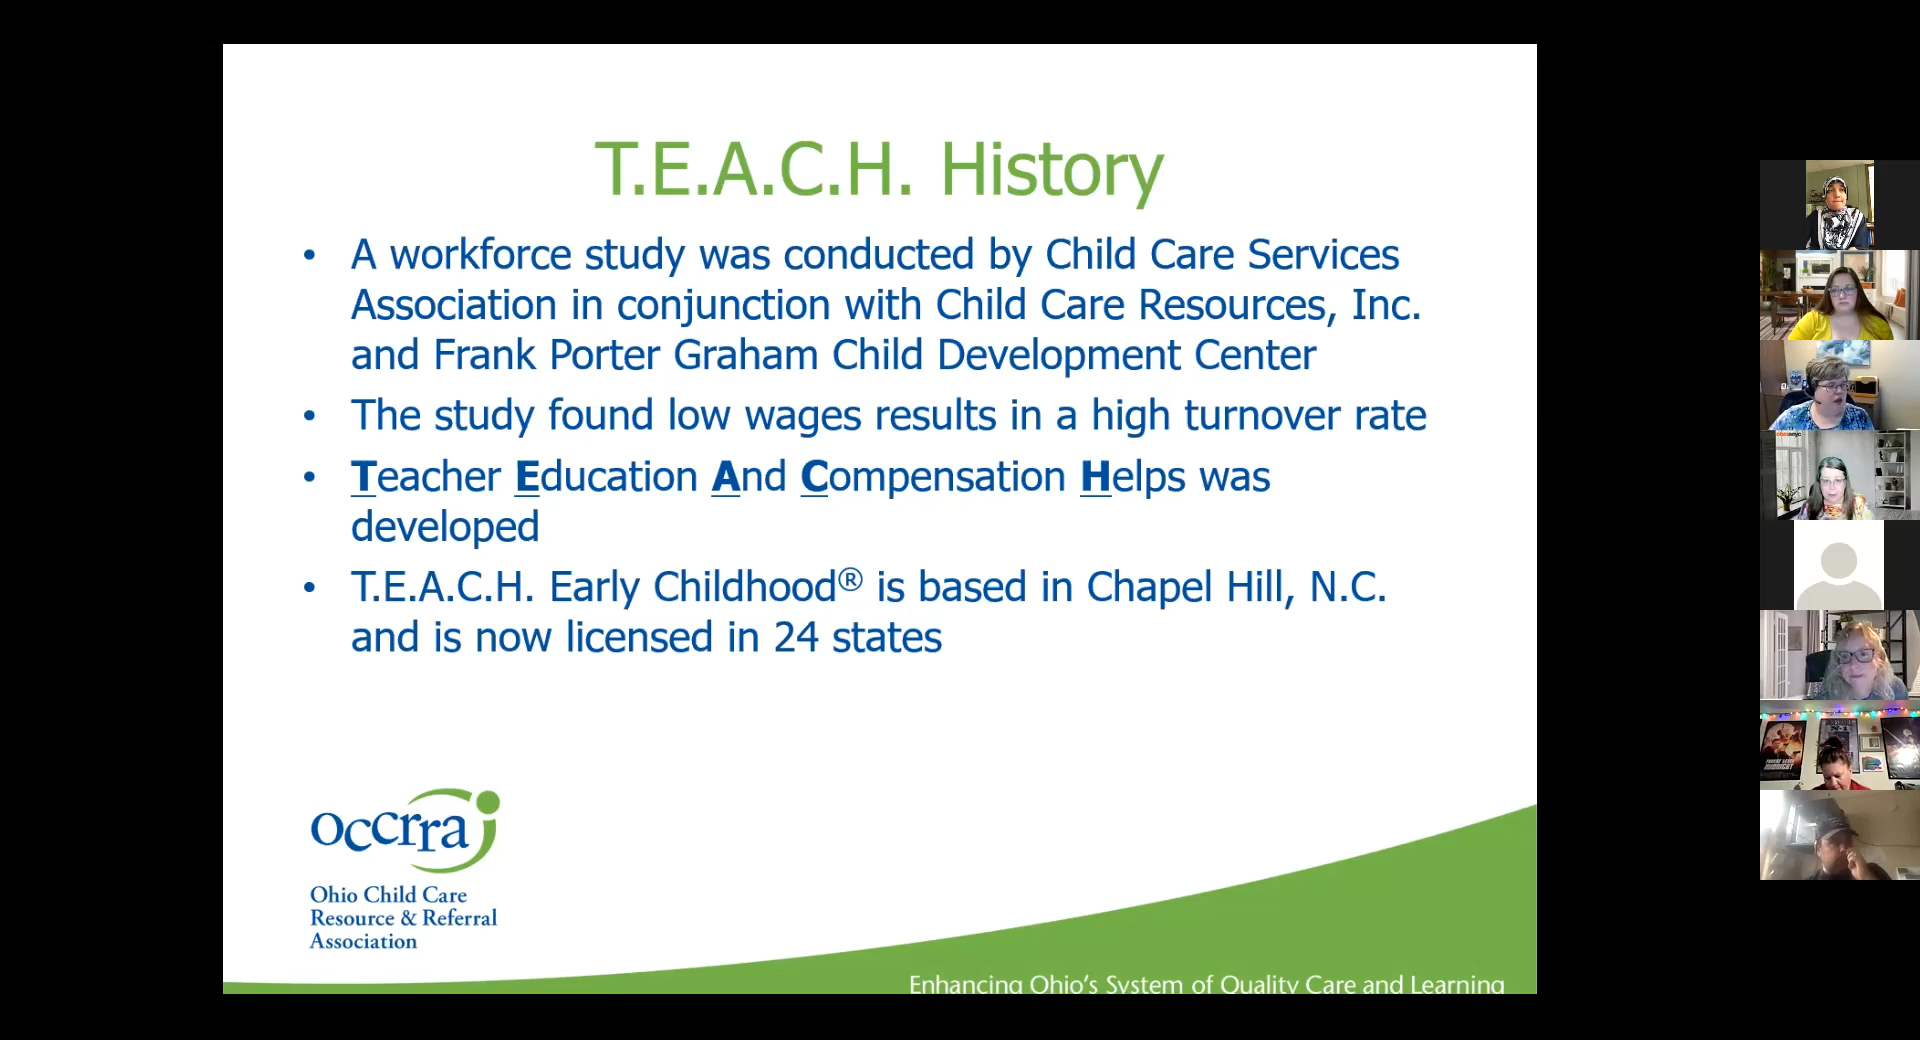 T.E.A.C.H. History
• A workforce study was conducted by Child Care Services
Association in conjunction with Child Care Resources, Inc.
and Frank Porter Graham Child Development Center
• The study found low wages results in a high turnover rate
• Teacher Education And Compensation Helps was
developed
• T.E.A.C.H. Early Childhood® is based in Chapel Hill, N.C.
and is now licensed in 24 states
occrra
Ohio Child Care
Resource & Referral
Association
Enhancing Ohio's System of Quality Care and Learning